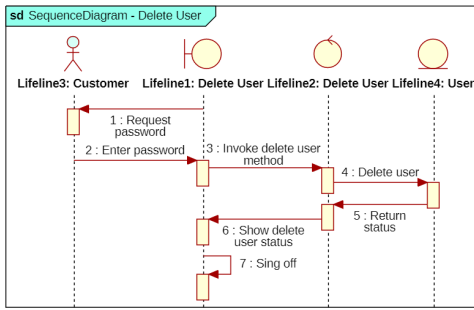 sd SequenceDiagram - Delete User
Lifeline3: Customer
Lifeline1: Delete User
Lifeline2: Delete User
Lifeline4: User
1 : Request
password
2 : Enter password
3 : Invoke delete user
method
4 : Delete user
5 : Return
status
6 : Show delete
user status
7 : Sing off